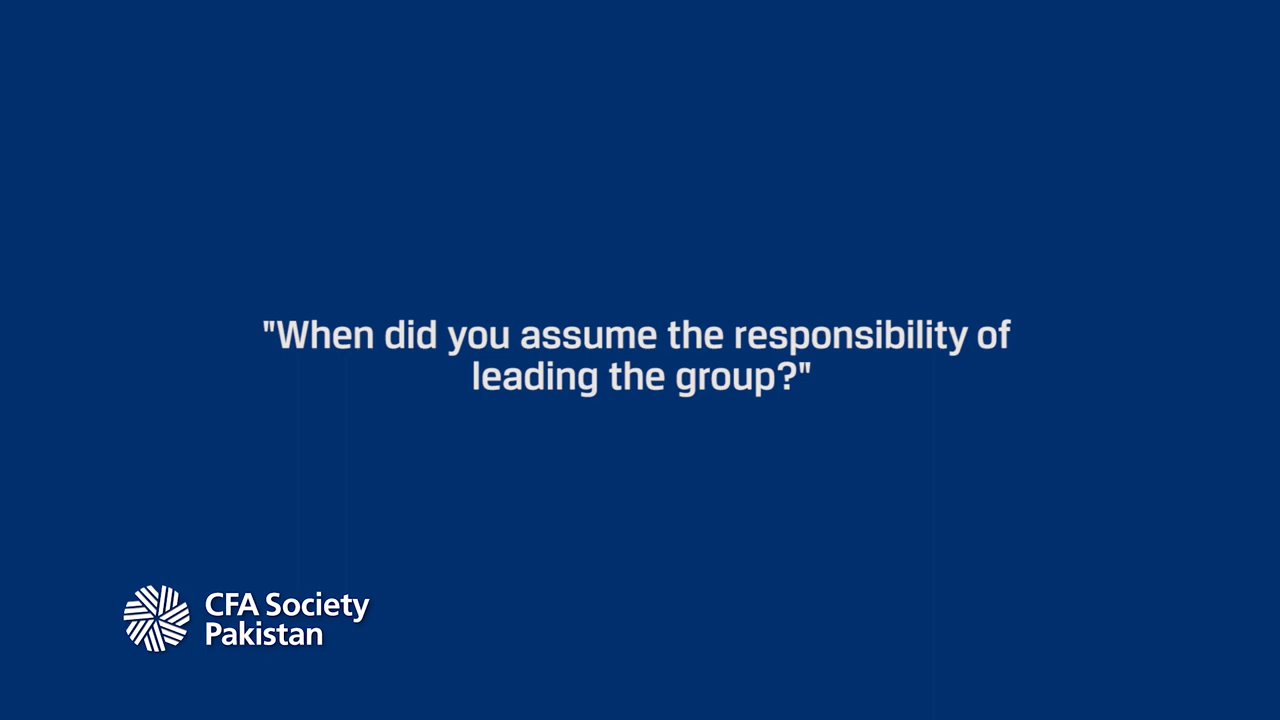 "When did you assume the responsibility of
leading the group?"
CFA Society
Pakistan